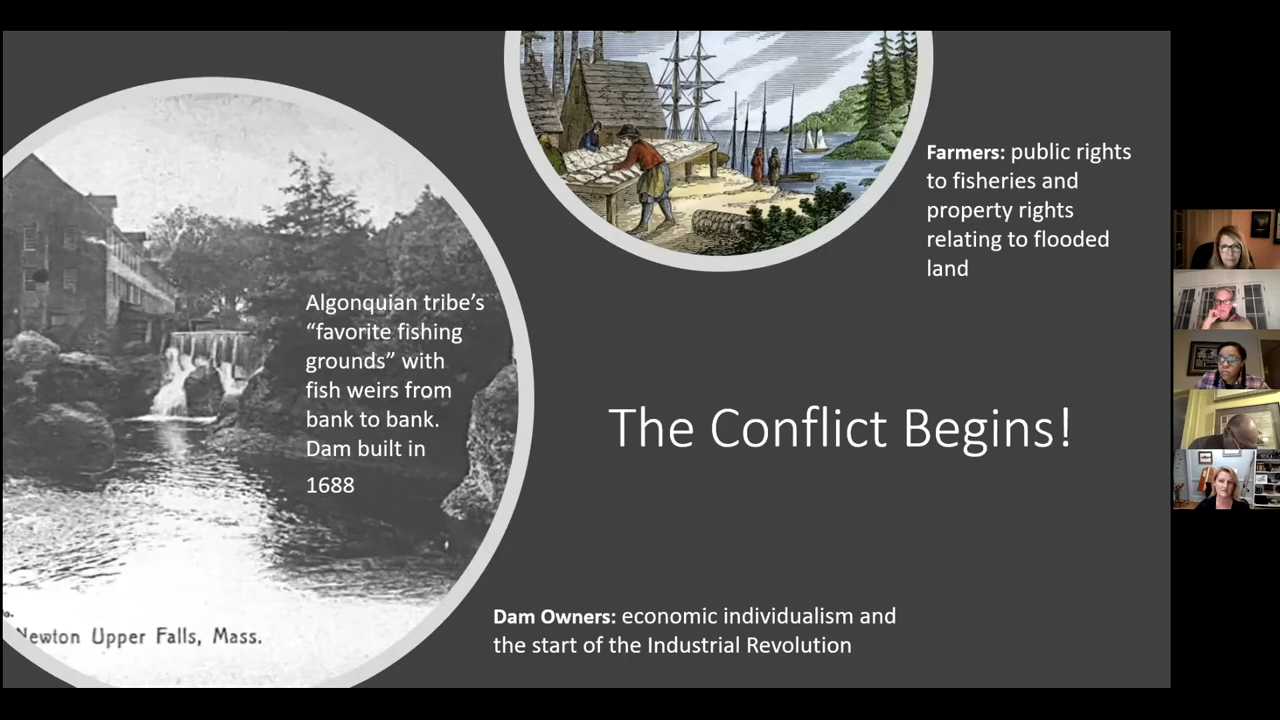 Algonquian tribe's
“favorite fishing
grounds” with
fish weirs from
bank to bank.
Dam built in
1688
Newton Upper Falls, Mass.
Farmers: public rights
to fisheries and
property rights
relating to flooded
land
The Conflict Begins!
Dam Owners: economic individualism and
the start of the Industrial Revolution